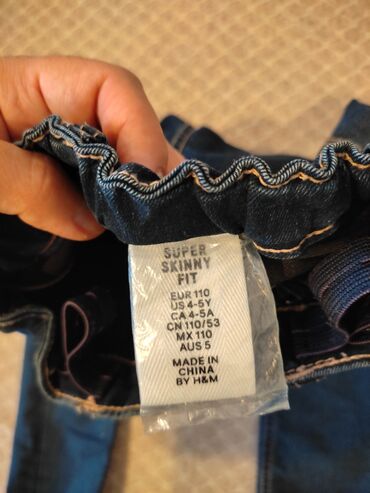 SUPER
SKINNY
FIT
EUR 110
US 4-5Y
CA 4-5A
CN 110/53
MX 110
AUS 5
MADE IN
CHINA
BY H&M